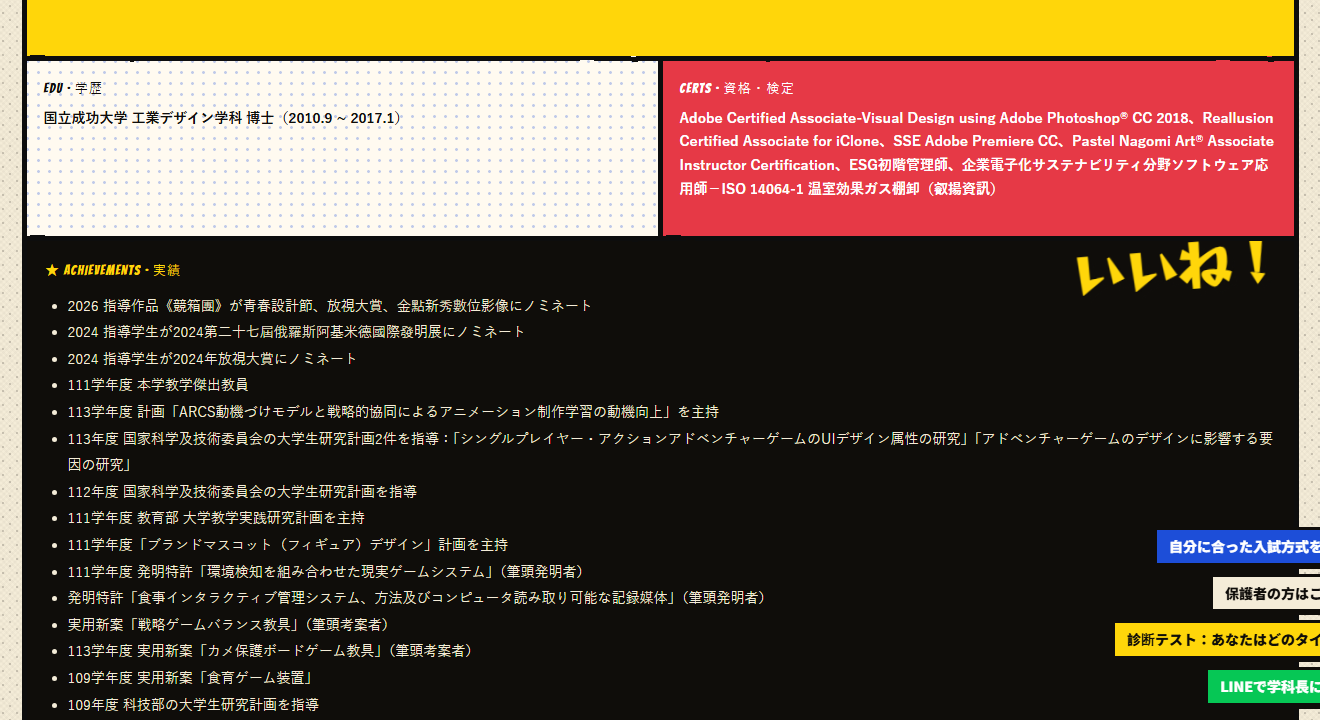 EDU・学歴
国立成功大学 工業デザイン学科 博士（2010.9 ~ 2017.1）
CERTS・資格・検定
Adobe Certified Associate-Visual Design using Adobe Photoshop® CC 2018、Reallusion
Certified Associate for iClone、SSE Adobe Premiere CC、Pastel Nagomi Art® Associate
Instructor Certification、ESG初階管理師、企業電子化サステナビリティ分野ソフトウェア応
用師－ISO 14064-1 温室効果ガス棚卸（叡揚資訊）
★ ACHIEVEMENTS・実績
いいね！
• 2026 指導作品《競箱團》が青春設計節、放視大賞、金點新秀數位影像にノミネート
• 2024 指導学生が2024第二十七屆俄羅斯阿基米德國際發明展にノミネート
• 2024 指導学生が2024年放視大賞にノミネート
• 111学年度 本学教学傑出教員
• 113学年度 計画「ARCS動機づけモデルと戦略的協同によるアニメーション制作学習の動機向上」を主持
• 113年度 国家科学及技術委員会の大学生研究計画2件を指導：「シングルプレイヤー・アクションアドベンチャーゲームのUIデザイン属性の研究」「アドベンチャーゲームのデザインに影響する要
因の研究」
• 112年度 国家科学及技術委員会の大学生研究計画を指導
• 111学年度 教育部 大学教学実践研究計画を主持
• 111学年度「ブランドマスコット（フィギュア）デザイン」計画を主持
• 111学年度 発明特許「環境検知を組み合わせた現実ゲームシステム」（筆頭発明者）
• 発明特許「食事インタラクティブ管理システム、方法及びコンピュータ読み取り可能な記録媒体」（筆頭発明者）
• 実用新案「戦略ゲームバランス教具」（筆頭考案者）
• 113学年度 実用新案「カメ保護ボードゲーム教具」（筆頭考案者）
• 109学年度 実用新案「食育ゲーム装置」
• 109年度 科技部の大学生研究計画を指導
自分に合った入試方式を
保護者の方はこ
診断テスト：あなたはどのタイ
LINEで学科長に